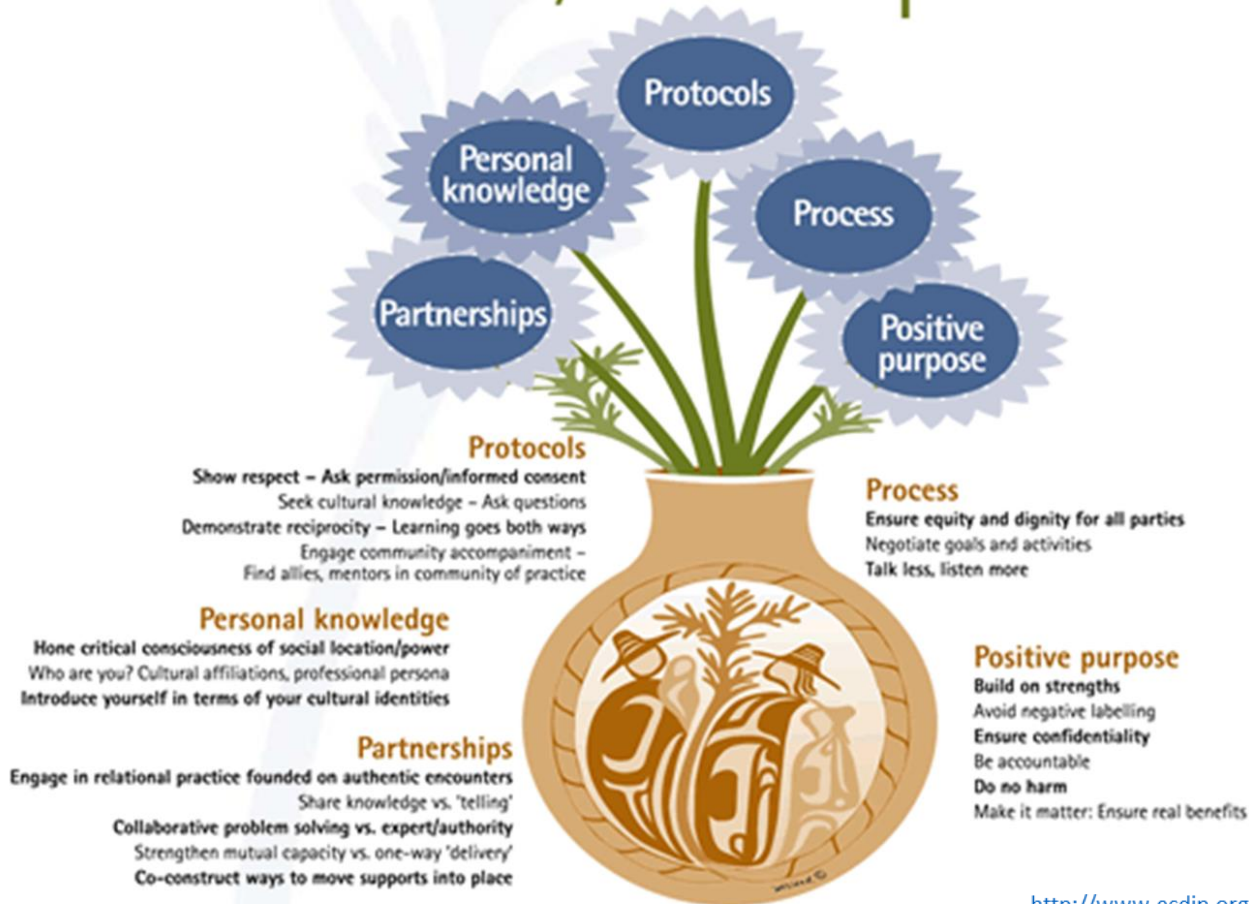 Protocols
Personal
knowledge
Process
Partnerships
Positive
purpose
Protocols
Show respect – Ask permission/informed consent
Seek cultural knowledge – Ask questions
Demonstrate reciprocity – Learning goes both ways
Engage community accompaniment –
Find allies, mentors in community of practice
Personal knowledge
Hone critical consciousness of social location/power
Who are you? Cultural affiliations, professional persona
Introduce yourself in terms of your cultural identities
Partnerships
Engage in relational practice founded on authentic encounters
Share knowledge vs. 'telling'
Collaborative problem solving vs. expert/authority
Strengthen mutual capacity vs. one-way 'delivery'
Co-construct ways to move supports into place
Process
Ensure equity and dignity for all parties
Negotiate goals and activities
Talk less, listen more
Positive purpose
Build on strengths
Avoid negative labelling
Ensure confidentiality
Be accountable
Do no harm
Make it matter: Ensure real benefits